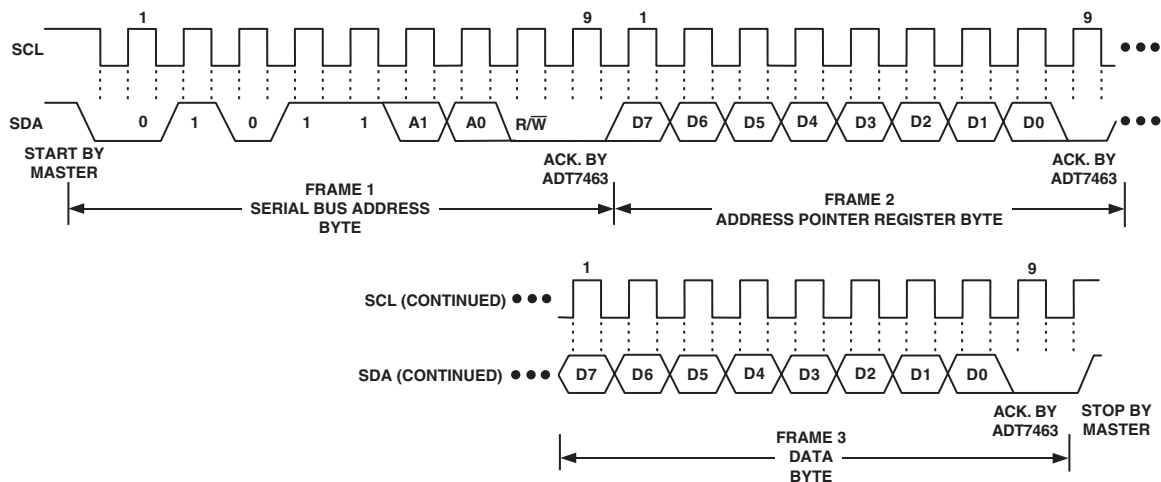 1 9 1 9
SCL
SDA 0 1 0 1 1 A1 A0 R/W̅ D7 D6 D5 D4 D3 D2 D1 D0
START BY
MASTER
ACK. BY
ADT7463
ACK. BY
ADT7463
FRAME 1
SERIAL BUS ADDRESS
BYTE
FRAME 2
ADDRESS POINTER REGISTER BYTE
1 9
SCL (CONTINUED)
SDA (CONTINUED) D7 D6 D5 D4 D3 D2 D1 D0
ACK. BY
ADT7463
STOP BY
MASTER
FRAME 3
DATA
BYTE